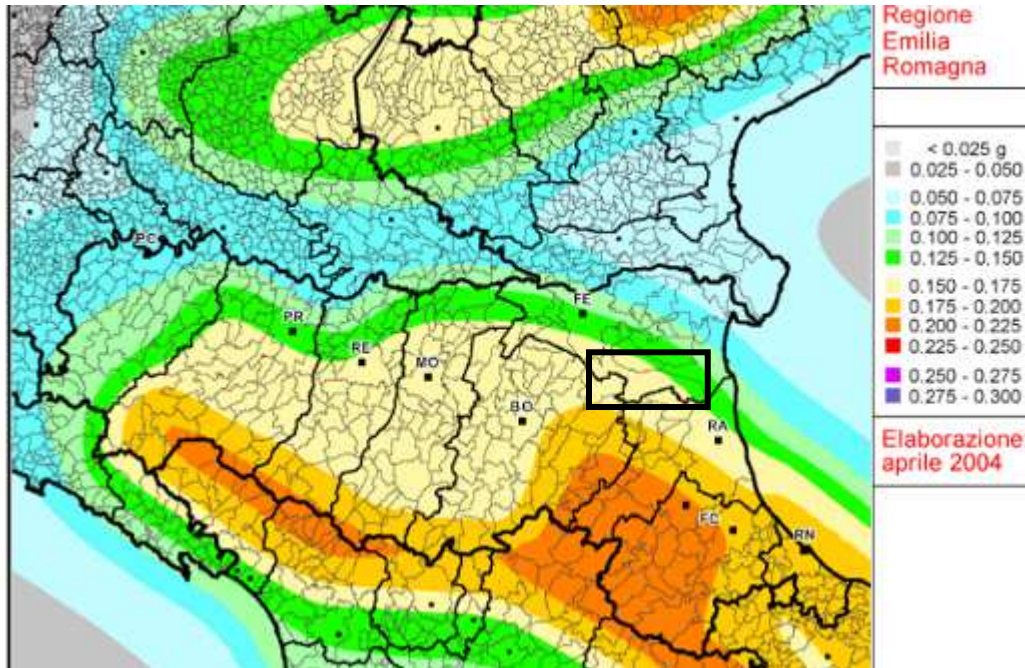 Regione
Emilia
Romagna
< 0.025 g
0.025 - 0.050
0.050 - 0.075
0.075 - 0.100
0.100 - 0.125
0.125 - 0.150
0.150 - 0.175
0.175 - 0.200
0.200 - 0.225
0.225 - 0.250
0.250 - 0.275
0.275 - 0.300
Elaborazione
aprile 2004
PC
PR
RE
MO
BO
FE
RA
FC
RN